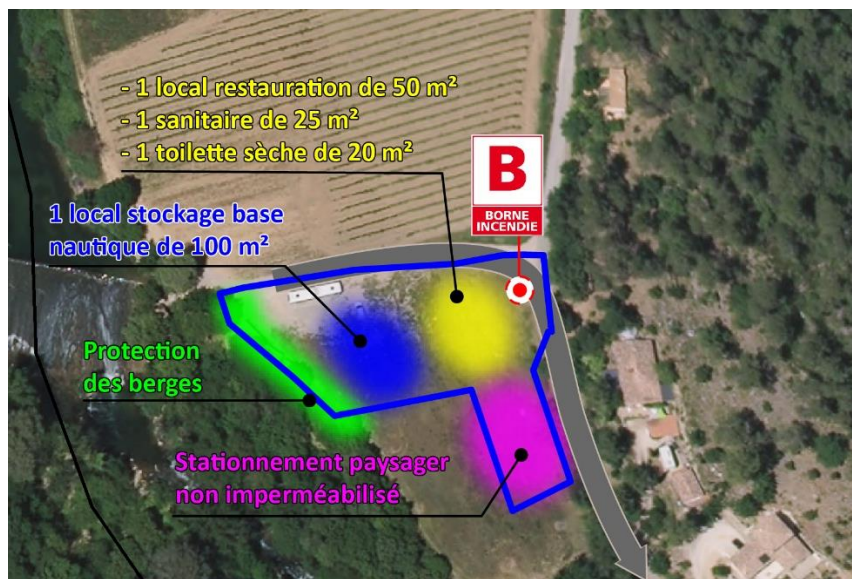 - 1 local restauration de 50 m²
- 1 sanitaire de 25 m²
- 1 toilette sèche de 20 m²
B
BORNE
INCENDIE
1 local stockage base
nautique de 100 m²
Protection
des berges
Stationnement paysager
non imperméabilisé